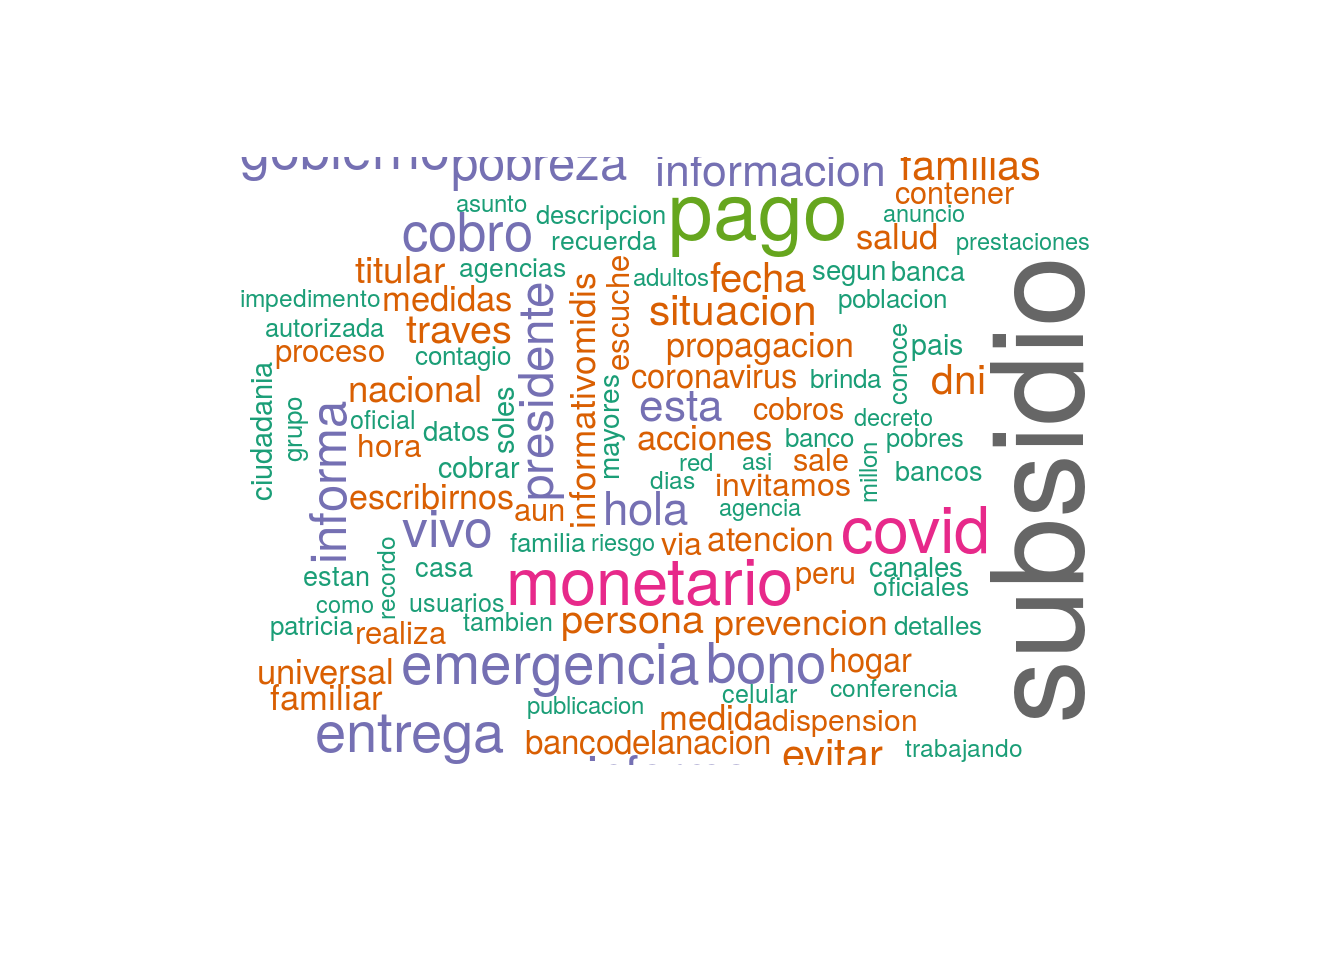 gobierno
pobreza
informacion
familias
contener
asunto
descripcion
pago
anuncio
cobro
recuerda
salud
prestaciones
titular
agencias
escuche
adultos
fecha
segun
banca
impedimento
medidas
presidente
informativomidis
situacion
poblacion
subsidio
autorizada
traves
proceso
contagio
propagacion
conoce
pais
ciudadania
nacional
coronavirus
brinda
dni
grupo
informa
oficial
soles
mayores
esta
cobros
decreto
hora
datos
acciones
banco
pobres
cobrar
red
asi
sale
millon
bancos
escribirnos
aun
dias
invitamos
hola
agencia
vivo
familia
riesgo
via
atencion
covid
estan
recordo
casa
monetario
peru
canales
oficiales
como
usuarios
patricia
realiza
tambien
persona
prevencion
detalles
universal
emergencia
bono
hogar
familiar
publicacion
celular
conferencia
entrega
medida
dispension
bancodelanacion
evitar
trabajando